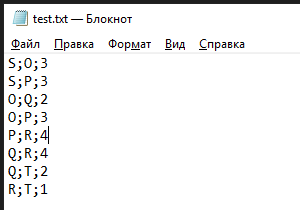 test.txt — Блокнот
Файл Правка Формат Вид Справка
S;O;3
S;P;3
O;Q;2
O;P;3
P;R;4
Q;R;4
Q;T;2
R;T;1